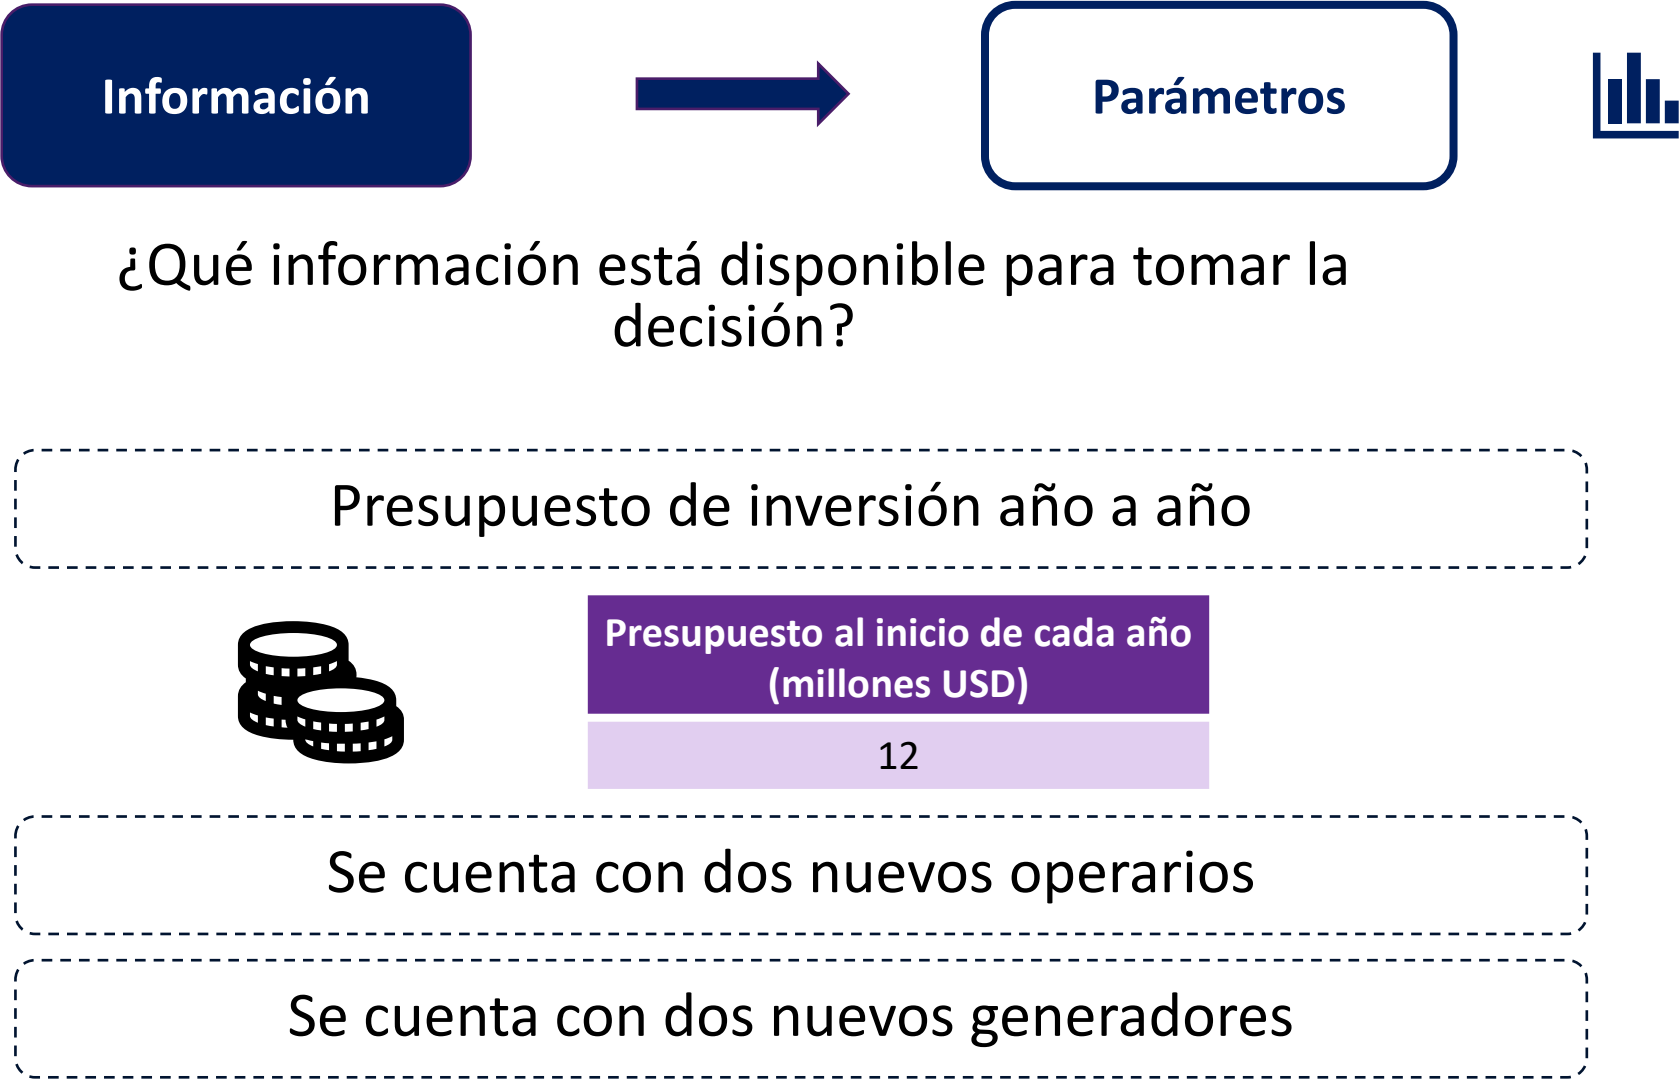 Información
Parámetros
¿Qué información está disponible para tomar la
decisión?
Presupuesto de inversión año a año
Presupuesto al inicio de cada año
(millones USD)
12
Se cuenta con dos nuevos operarios
Se cuenta con dos nuevos generadores